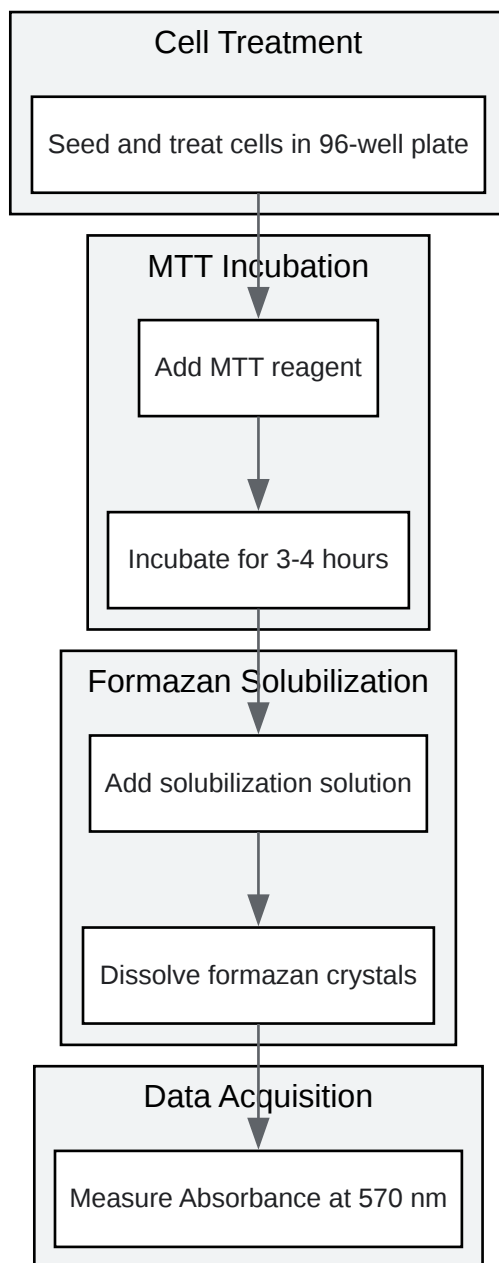 Cell Treatment
Seed and treat cells in 96-well plate
MTT Incubation
Add MTT reagent
Incubate for 3-4 hours
Formazan Solubilization
Add solubilization solution
Dissolve formazan crystals
Data Acquisition
Measure Absorbance at 570 nm